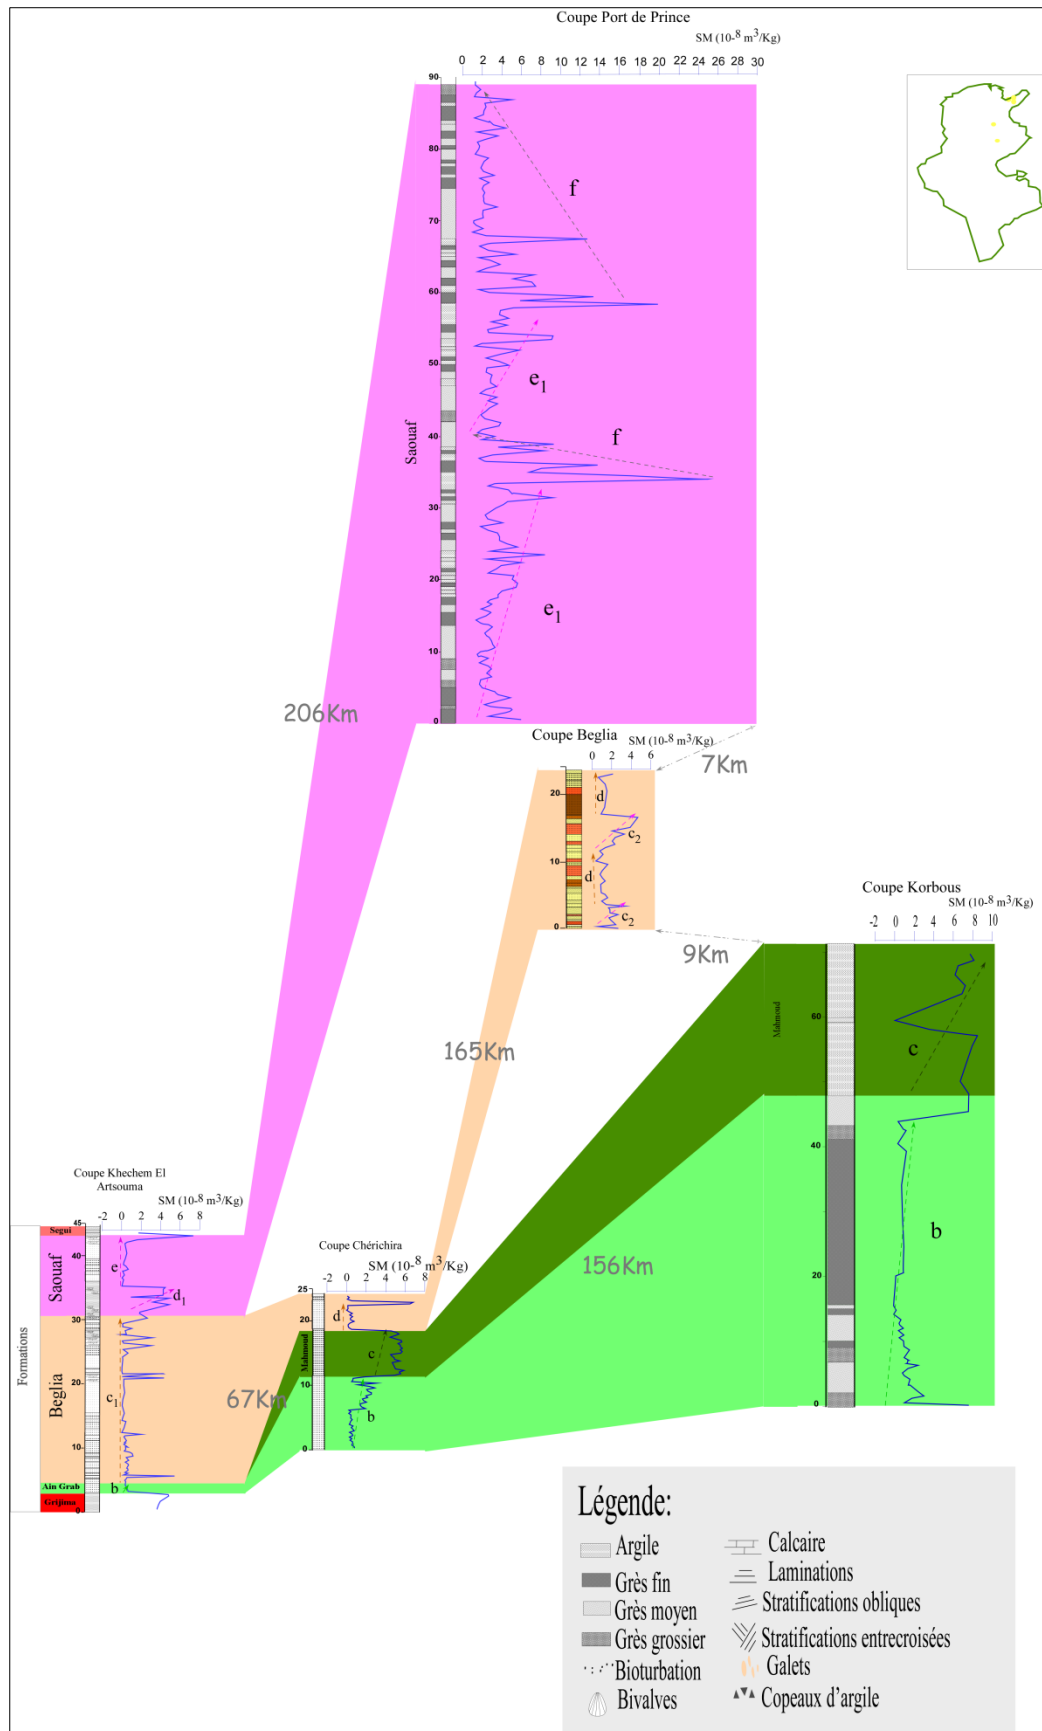 Coupe Port de Prince
SM (10-⁸ m³/Kg)
0 2 4 6 8 10 12 14 16 18 20 22 24 26 28 30
90
80
70
60
50
40
30
20
10
0
Saouaf
f
e₁
f
e₁
206Km
Coupe Beglia
SM (10-⁸ m³/Kg)
0 2 4 6
7Km
20
10
0
d
c₂
d
c₂
165Km
9Km
Coupe Korbous
SM (10-⁸ m³/Kg)
-2 0 2 4 6 8 10
Mahmoud
60
40
20
0
c
b
156Km
Coupe Khechem El
Artsouma
SM (10-⁸ m³/Kg)
-2 0 2 4 6 8
Formations
Segui
Saouaf
Beglia
Ain Grab
Grijima
45
40
30
20
10
0
e
d₁
c₁
b
67Km
Coupe Chérichira
SM (10-⁸ m³/Kg)
-2 0 2 4 6 8
Mahmoud
25
20
10
0
d
c
b
Légende:
Argile
Grès fin
Grès moyen
Grès grossier
Bioturbation
Bivalves
Calcaire
Laminations
Stratifications obliques
Stratifications entrecroisées
Galets
Copeaux d'argile